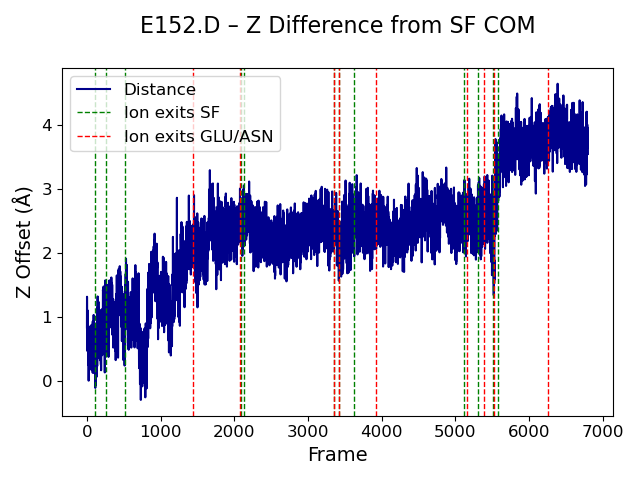 E152.D – Z Difference from SF COM
Distance
Ion exits SF
Ion exits GLU/ASN
Z Offset (Å)
4
3
2
1
0
0 1000 2000 3000 4000 5000 6000 7000
Frame